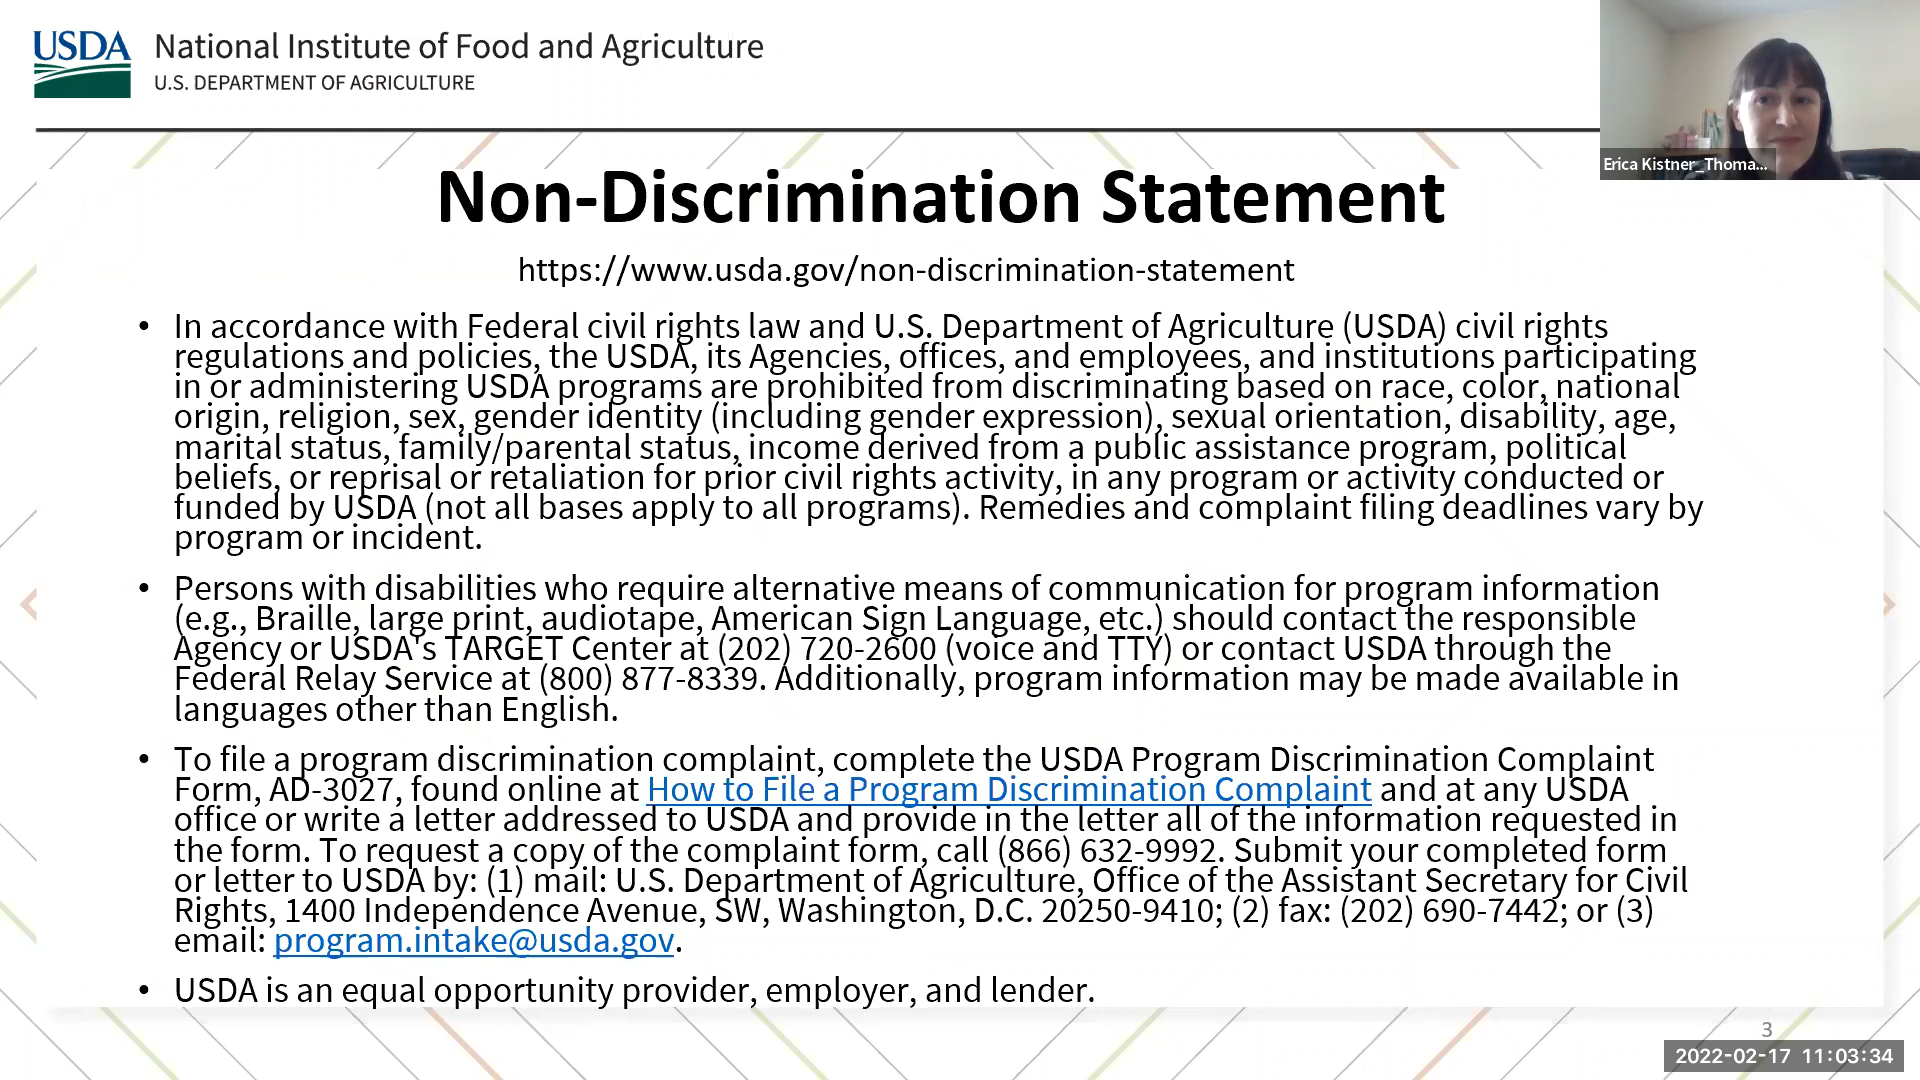 USDA
National Institute of Food and Agriculture
U.S. DEPARTMENT OF AGRICULTURE
Erica Kistner_Thoma...
Non-Discrimination Statement
https://www.usda.gov/non-discrimination-statement
• In accordance with Federal civil rights law and U.S. Department of Agriculture (USDA) civil rights
regulations and policies, the USDA, its Agencies, offices, and employees, and institutions participating
in or administering USDA programs are prohibited from discriminating based on race, color, national
origin, religion, sex, gender identity (including gender expression), sexual orientation, disability, age,
marital status, family/parental status, income derived from a public assistance program, political
beliefs, or reprisal or retaliation for prior civil rights activity, in any program or activity conducted or
funded by USDA (not all bases apply to all programs). Remedies and complaint filing deadlines vary by
program or incident.
• Persons with disabilities who require alternative means of communication for program information
(e.g., Braille, large print, audiotape, American Sign Language, etc.) should contact the responsible
Agency or USDA's TARGET Center at (202) 720-2600 (voice and TTY) or contact USDA through the
Federal Relay Service at (800) 877-8339. Additionally, program information may be made available in
languages other than English.
• To file a program discrimination complaint, complete the USDA Program Discrimination Complaint
Form, AD-3027, found online at How to File a Program Discrimination Complaint and at any USDA
office or write a letter addressed to USDA and provide in the letter all of the information requested in
the form. To request a copy of the complaint form, call (866) 632-9992. Submit your completed form
or letter to USDA by: (1) mail: U.S. Department of Agriculture, Office of the Assistant Secretary for Civil
Rights, 1400 Independence Avenue, SW, Washington, D.C. 20250-9410; (2) fax: (202) 690-7442; or (3)
email: program.intake@usda.gov.
• USDA is an equal opportunity provider, employer, and lender.
3
2022-02-17 11:03:34